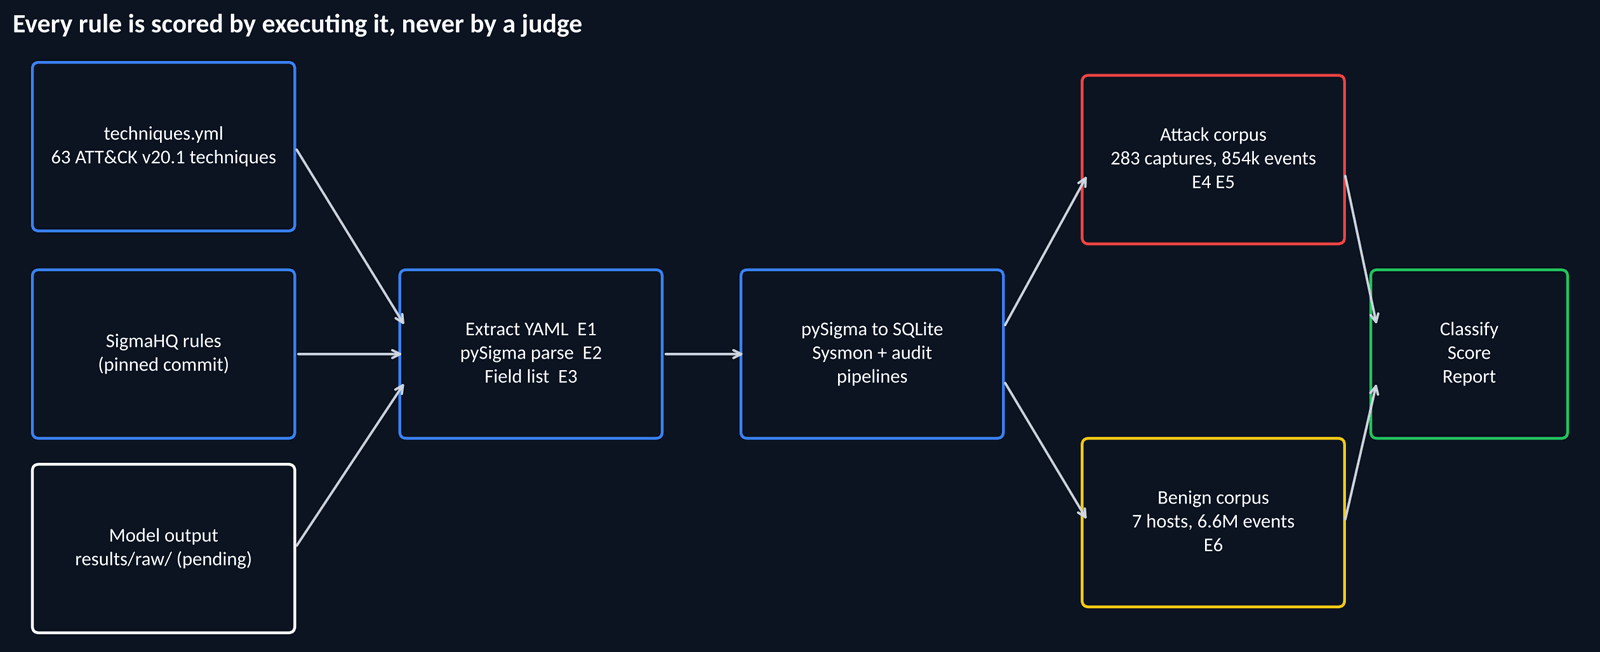 Every rule is scored by executing it, never by a judge
techniques.yml
63 ATT&CK v20.1 techniques
SigmaHQ rules
(pinned commit)
Model output
results/raw/ (pending)
Extract YAML  E1
pySigma parse  E2
Field list  E3
pySigma to SQLite
Sysmon + audit
pipelines
Attack corpus
283 captures, 854k events
E4 E5
Benign corpus
7 hosts, 6.6M events
E6
Classify
Score
Report